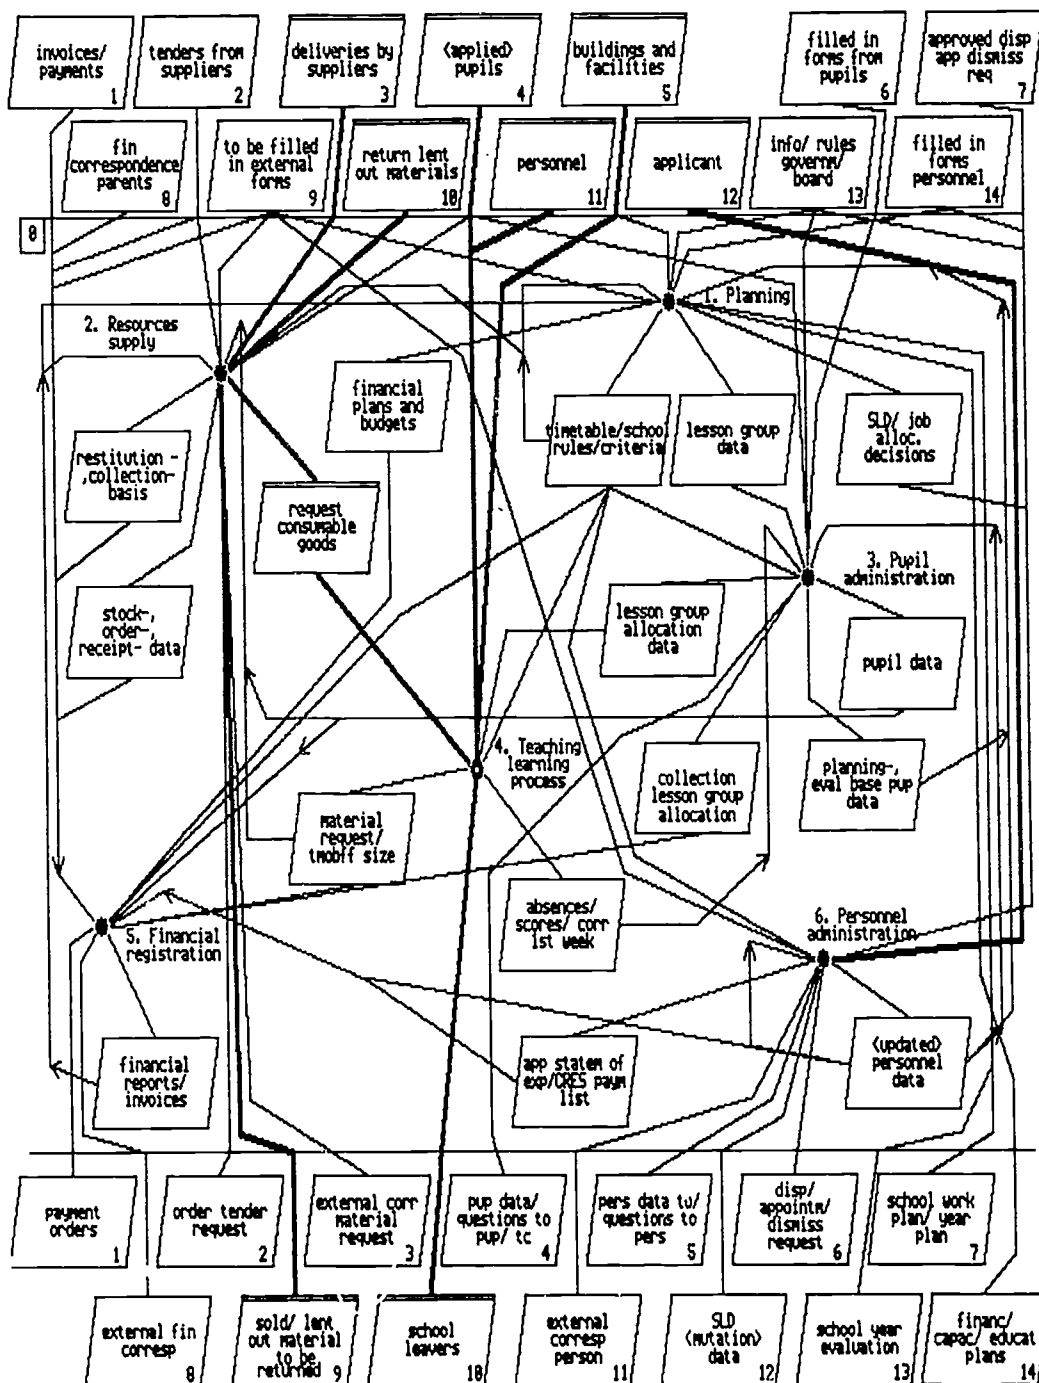 invoices/
payments
1
tenders from
suppliers
2
deliveries by
suppliers
3
<applied>
pupils
4
buildings and
facilities
5
filled in
forms from
pupils
6
approved disp
app dismiss
req
7
fin
correspondence
parents
8
to be filled
in external
forms
9
return lent
out materials
10
personnel
11
applicant
12
info/ rules
governm/
board
13
filled in
forms
personnel
14
0
1. Planning
2. Resources
supply
financial
plans and
budgets
timetable/school
rules/criteria
lesson group
data
SLD/ job
alloc.
decisions
restitution -
,collection-
basis
request
consumable
goods
3. Pupil
administration
stock-,
order-,
receipt- data
lesson group
allocation
data
pupil data
4. Teaching
learning
process
collection
lesson group
allocation
planning-,
eval base pup
data
material
request/
tmobff size
absences/
scores/ corr
1st week
5. Financial
registration
6. Personnel
administration
financial
reports/
invoices
app statem of
exp/CRES paym
list
<updated>
personnel
data
payment
orders
1
order tender
request
2
external corr
material
request
3
pup data/
questions to
pup/ tc
4
pers data tw/
questions to
pers
5
disp/
appointm/
dismiss
request
6
school work
plan/ year
plan
7
external fin
corresp
8
sold/ lent
out material
to be
returned
9
school
leavers
10
external
corresp
person
11
SLD
<mutation>
data
12
school year
evaluation
13
financ/
capac/ educat
plans
14